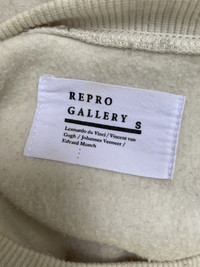 REPRO
GALLERY S
Leonardo da Vinci / Vincent van
Gogh / Johannes Vermeer /
Edvard Munch